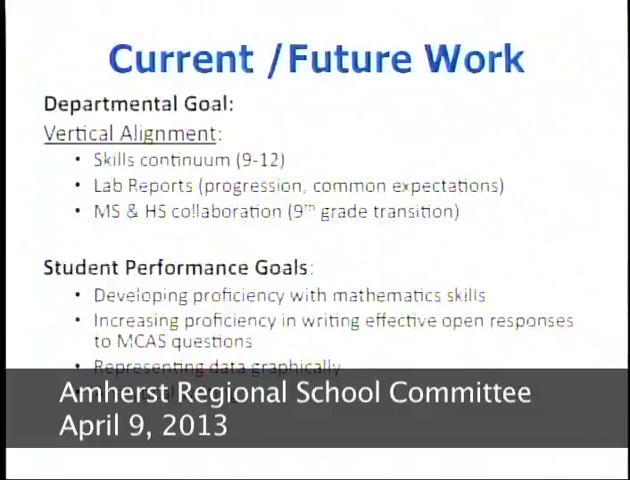 Current /Future Work
Departmental Goal:
Vertical Alignment:
• Skills continuum (9-12)
• Lab Reports (progression, common expectations)
• MS & HS collaboration (9th grade transition)
Student Performance Goals:
• Developing proficiency with mathematics skills
• Increasing proficiency in writing effective open responses
to MCAS questions
• Representing data graphically
Amherst Regional School Committee
April 9, 2013